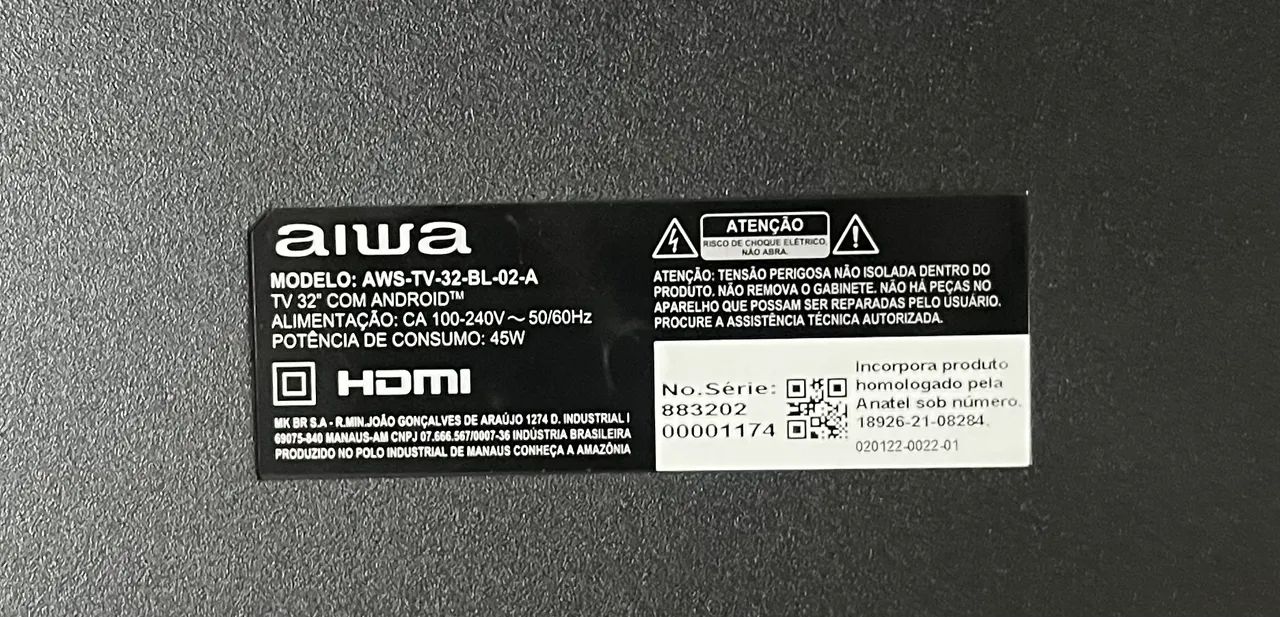 aiwa
MODELO: AWS-TV-32-BL-02-A
TV 32" COM ANDROID™
ALIMENTAÇÃO: CA 100-240V～50/60Hz
POTÊNCIA DE CONSUMO: 45W
HDMI
MK BR S.A - R.MIN.JOÃO GONÇALVES DE ARAÚJO 1274 D. INDUSTRIAL I
69075-840 MANAUS-AM CNPJ 07.666.567/0007-36 INDÚSTRIA BRASILEIRA
PRODUZIDO NO POLO INDUSTRIAL DE MANAUS CONHEÇA A AMAZÔNIA
ATENÇÃO
RISCO DE CHOQUE ELÉTRICO.
NÃO ABRA.
ATENÇÃO: TENSÃO PERIGOSA NÃO ISOLADA DENTRO DO
PRODUTO. NÃO REMOVA O GABINETE. NÃO HÁ PEÇAS NO
APARELHO QUE POSSAM SER REPARADAS PELO USUÁRIO.
PROCURE A ASSISTÊNCIA TÉCNICA AUTORIZADA.
No.Série:
883202
00001174
Incorpora produto
homologado pela
Anatel sob número.
18926-21-08284.
020122-0022-01